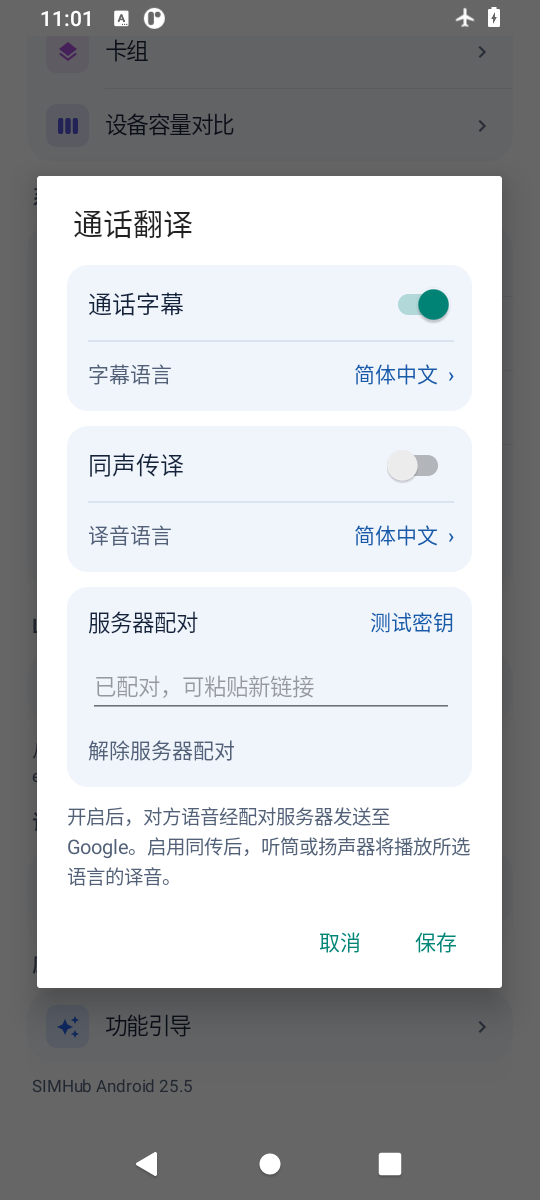 11:01
卡组
设备容量对比
通话翻译
通话字幕
字幕语言 简体中文 ›
同声传译
译音语言 简体中文 ›
服务器配对 测试密钥
已配对，可粘贴新链接
解除服务器配对
开启后，对方语音经配对服务器发送至
Google。启用同传后，听筒或扬声器将播放所选
语言的译音。
取消 保存
功能引导
SIMHub Android 25.5